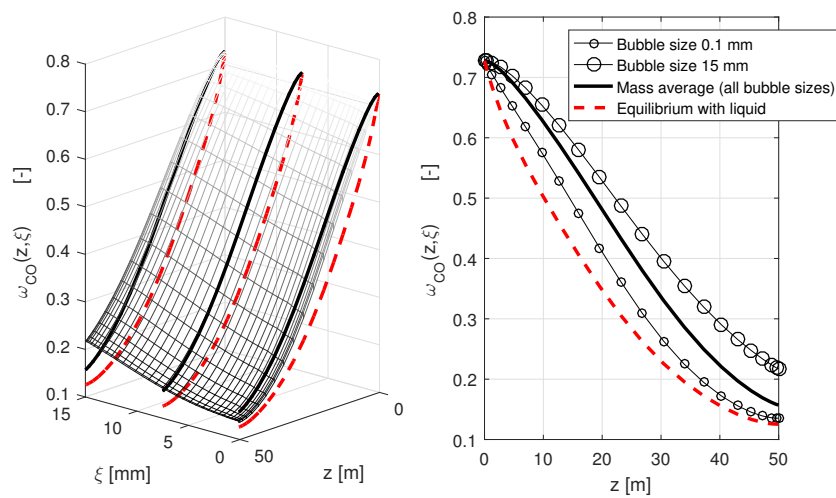 0.8
0.7
0.6
0.5
0.4
0.3
0.2
0.1
ω_CO(z,ξ) [-]
15
10
5
0
ξ [mm]
50
0
z [m]
0.8
0.7
0.6
0.5
0.4
0.3
0.2
0.1
ω_CO(z,ξ) [-]
Bubble size 0.1 mm
Bubble size 15 mm
Mass average (all bubble sizes)
Equilibrium with liquid
0 10 20 30 40 50
z [m]